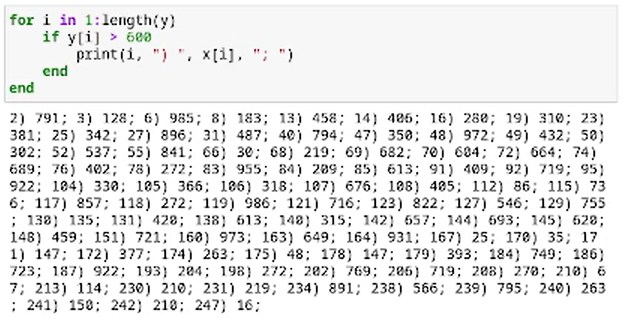 for i in 1:length(y)
    if y[i] > 600
        print(i, ") ", x[i], "; ")
    end
end
2) 791; 3) 128; 6) 985; 8) 183; 13) 458; 14) 406; 16) 280; 19) 310; 23)
381; 25) 342; 27) 896; 31) 487; 40) 794; 47) 350; 48) 972; 49) 432; 50)
302; 52) 537; 55) 841; 66) 30; 68) 219; 69) 682; 70) 604; 72) 664; 74)
689; 76) 402; 78) 272; 83) 955; 84) 209; 85) 613; 91) 409; 92) 719; 95)
922; 104) 330; 105) 366; 106) 318; 107) 676; 108) 405; 112) 86; 115) 73
6; 117) 857; 118) 272; 119) 986; 121) 716; 123) 822; 127) 546; 129) 755
; 130) 135; 131) 420; 138) 613; 140) 315; 142) 657; 144) 693; 145) 620;
148) 459; 151) 721; 160) 973; 163) 649; 164) 931; 167) 25; 170) 35; 17
1) 147; 172) 377; 174) 263; 175) 48; 178) 147; 179) 393; 184) 749; 186)
723; 187) 922; 193) 204; 198) 272; 202) 769; 206) 719; 208) 270; 210) 6
7; 213) 114; 230) 210; 231) 219; 234) 891; 238) 566; 239) 795; 240) 263
; 241) 150; 242) 210; 247) 16;